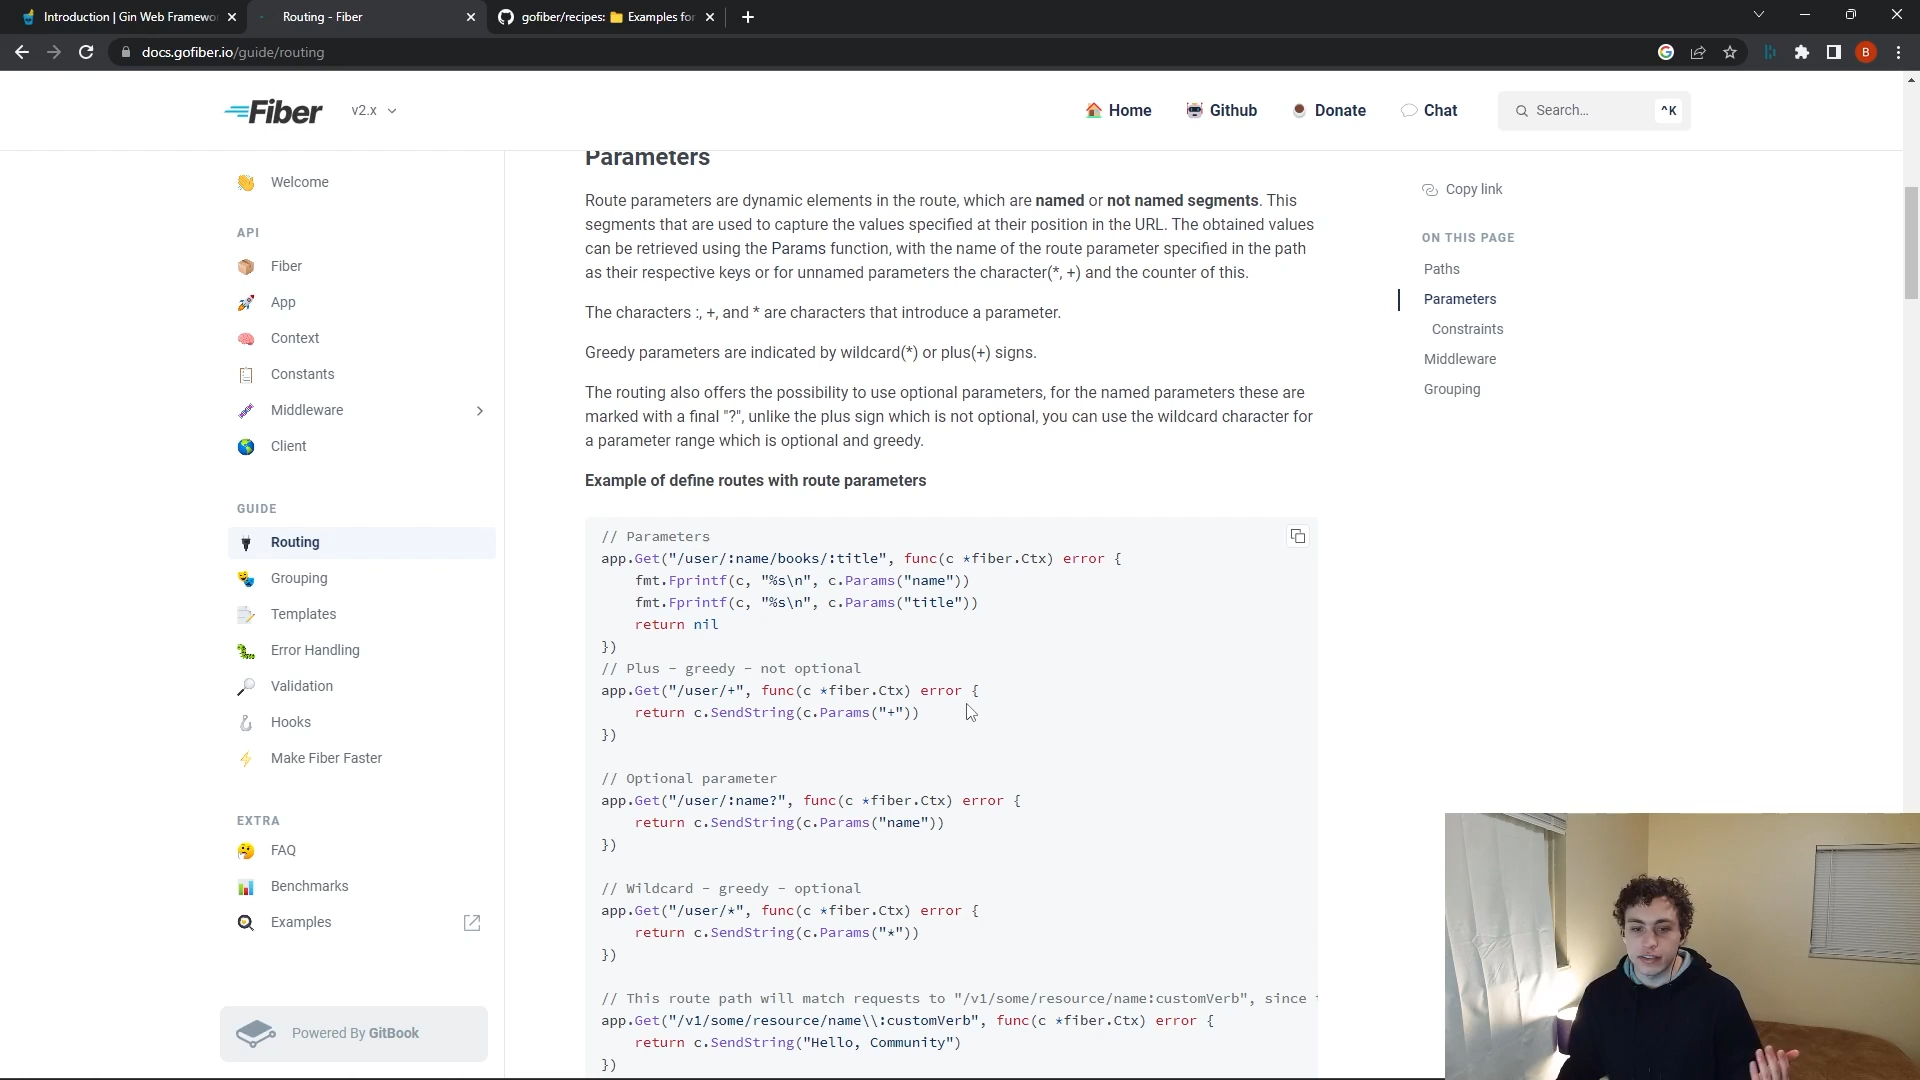 Introduction | Gin Web Framewo
Routing - Fiber
gofiber/recipes: 📁 Examples for
docs.gofiber.io/guide/routing
B
Fiber
v2.x
Home
Github
Donate
Chat
Search...
^K
Welcome
API
Fiber
App
Context
Constants
Middleware
Client
GUIDE
Routing
Grouping
Templates
Error Handling
Validation
Hooks
Make Fiber Faster
EXTRA
FAQ
Benchmarks
Examples
Powered By GitBook
Parameters
Route parameters are dynamic elements in the route, which are named or not named segments. This
segments that are used to capture the values specified at their position in the URL. The obtained values
can be retrieved using the Params function, with the name of the route parameter specified in the path
as their respective keys or for unnamed parameters the character(*, +) and the counter of this.
The characters :, +, and * are characters that introduce a parameter.
Greedy parameters are indicated by wildcard(*) or plus(+) signs.
The routing also offers the possibility to use optional parameters, for the named parameters these are
marked with a final "?", unlike the plus sign which is not optional, you can use the wildcard character for
a parameter range which is optional and greedy.
Example of define routes with route parameters
// Parameters
app.Get("/user/:name/books/:title", func(c *fiber.Ctx) error {
    fmt.Fprintf(c, "%s\n", c.Params("name"))
    fmt.Fprintf(c, "%s\n", c.Params("title"))
    return nil
})
// Plus - greedy - not optional
app.Get("/user/+", func(c *fiber.Ctx) error {
    return c.SendString(c.Params("+"))
})
// Optional parameter
app.Get("/user/:name?", func(c *fiber.Ctx) error {
    return c.SendString(c.Params("name"))
})
// Wildcard - greedy - optional
app.Get("/user/*", func(c *fiber.Ctx) error {
    return c.SendString(c.Params("*"))
})
// This route path will match requests to "/v1/some/resource/name:customVerb", since
app.Get("/v1/some/resource/name\\:customVerb", func(c *fiber.Ctx) error {
    return c.SendString("Hello, Community")
})
Copy link
ON THIS PAGE
Paths
Parameters
Constraints
Middleware
Grouping